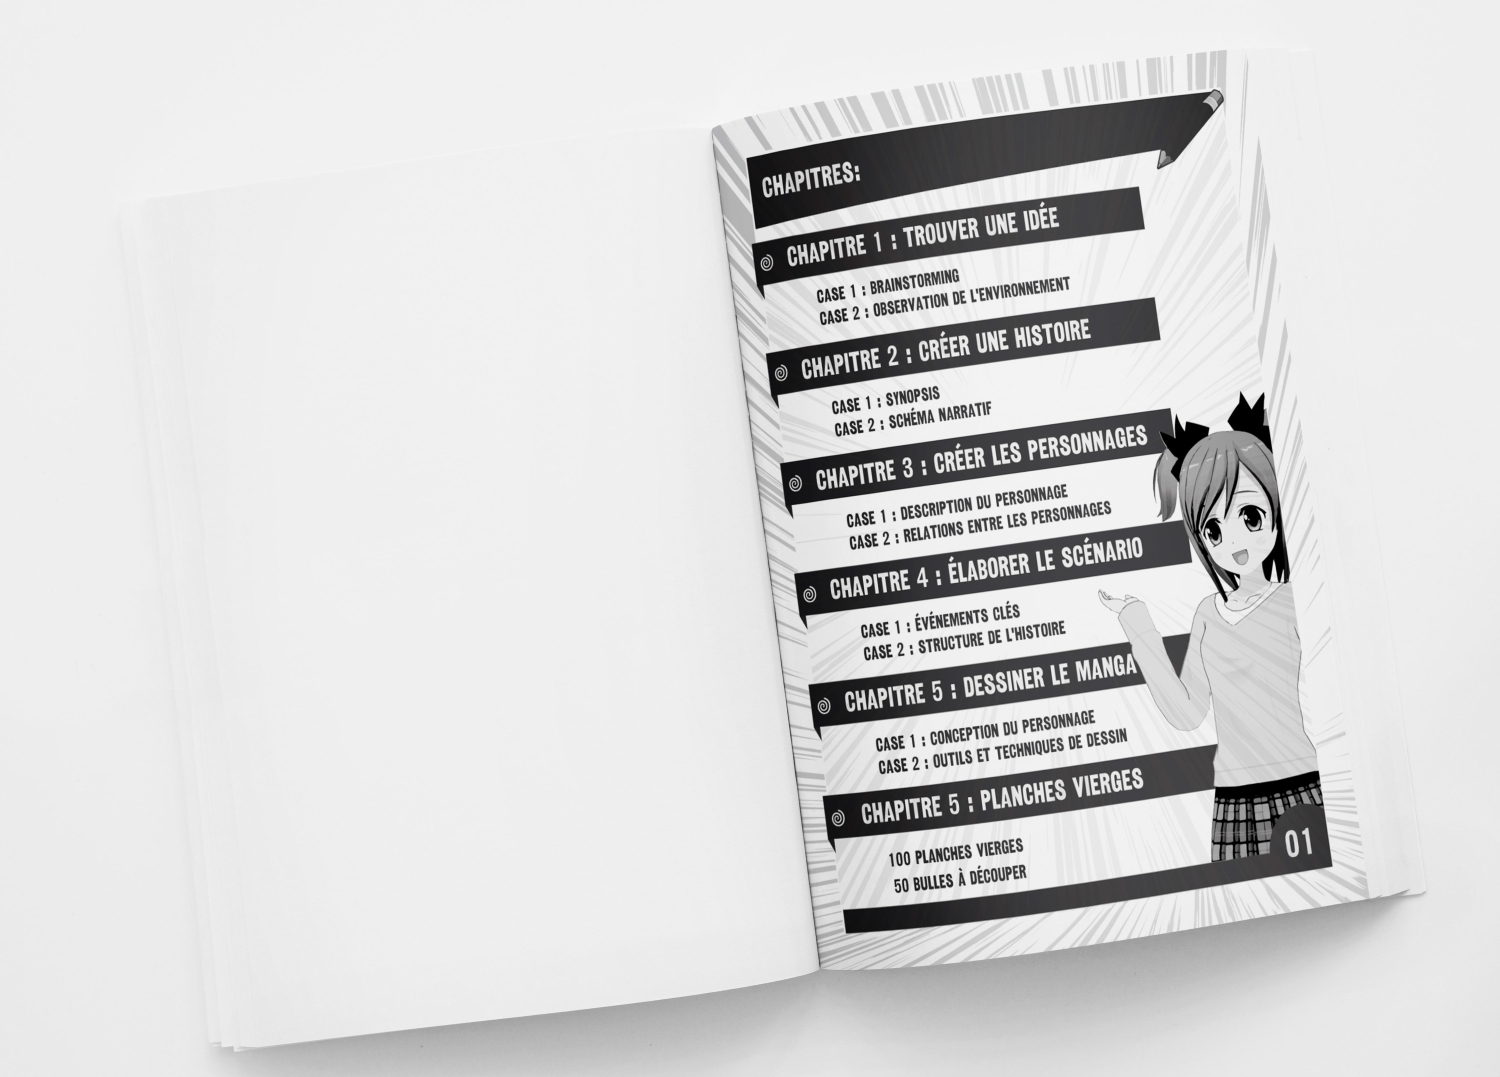 CHAPITRES:
CHAPITRE 1 : TROUVER UNE IDÉE
CASE 1 : BRAINSTORMING
CASE 2 : OBSERVATION DE L'ENVIRONNEMENT
CHAPITRE 2 : CRÉER UNE HISTOIRE
CASE 1 : SYNOPSIS
CASE 2 : SCHÉMA NARRATIF
CHAPITRE 3 : CRÉER LES PERSONNAGES
CASE 1 : DESCRIPTION DU PERSONNAGE
CASE 2 : RELATIONS ENTRE LES PERSONNAGES
CHAPITRE 4 : ÉLABORER LE SCÉNARIO
CASE 1 : ÉVÉNEMENTS CLÉS
CASE 2 : STRUCTURE DE L'HISTOIRE
CHAPITRE 5 : DESSINER LE MANGA
CASE 1 : CONCEPTION DU PERSONNAGE
CASE 2 : OUTILS ET TECHNIQUES DE DESSIN
CHAPITRE 5 : PLANCHES VIERGES
100 PLANCHES VIERGES
50 BULLES À DÉCOUPER
01